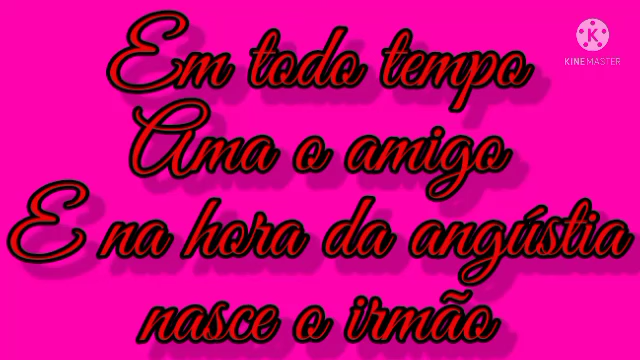 Em todo tempo
Ama o amigo
E na hora da angústia
nasce o irmão
K
KINEMASTER